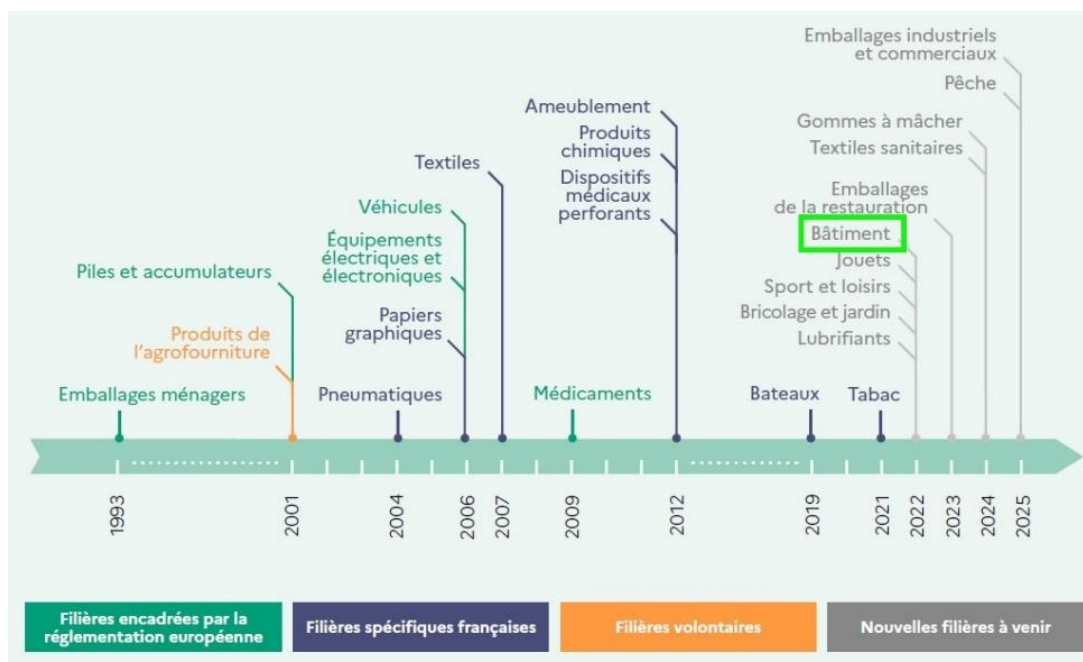 Emballages industriels
et commerciaux
Pêche
Ameublement
Gommes à mâcher
Produits
chimiques
Textiles sanitaires
Textiles
Dispositifs
médicaux
perforants
Emballages
de la restauration
Véhicules
Bâtiment
Équipements
électriques et
électroniques
Jouets
Piles et accumulateurs
Sport et loisirs
Papiers
graphiques
Bricolage et jardin
Produits de
l'agrofourniture
Lubrifiants
Emballages ménagers
Pneumatiques
Médicaments
Bateaux
Tabac
1993
2001
2004
2006
2007
2009
2012
2019
2021
2022
2023
2024
2025
Filières encadrées par la
réglementation européenne
Filières spécifiques françaises
Filières volontaires
Nouvelles filières à venir